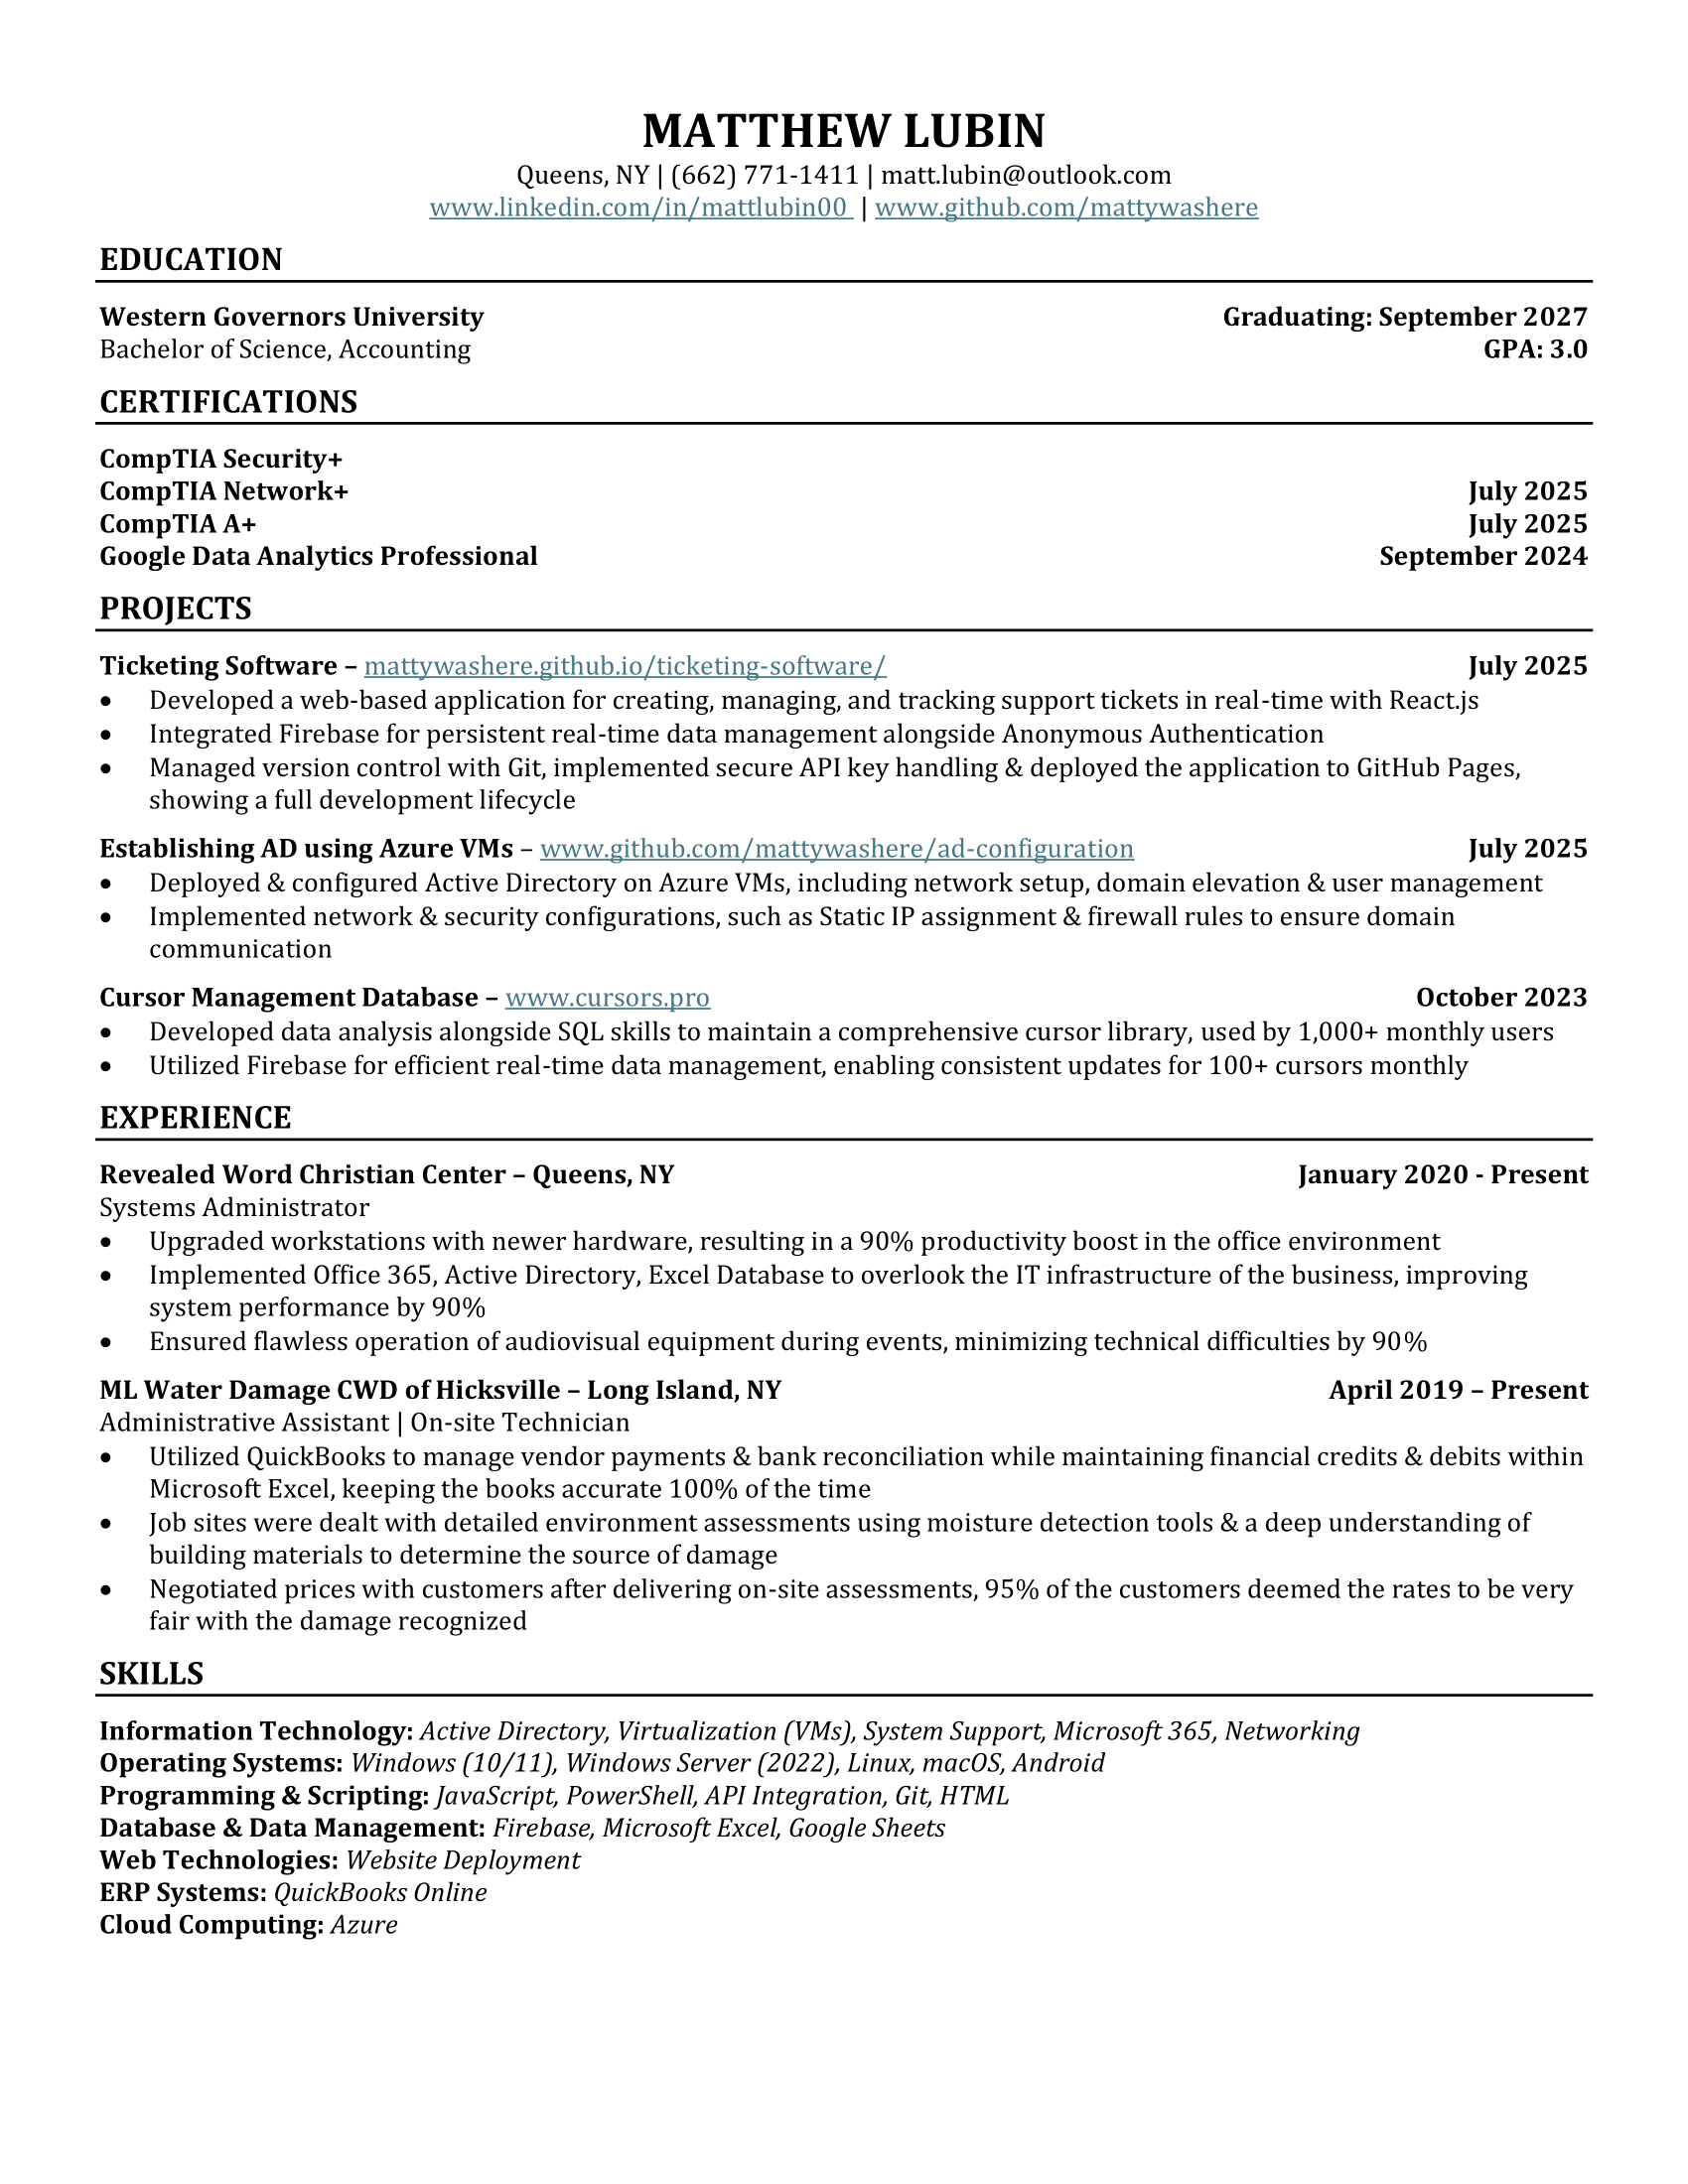 MATTHEW LUBIN
Queens, NY | (662) 771-1411 | matt.lubin@outlook.com
www.linkedin.com/in/mattlubin00 | www.github.com/mattywashere
EDUCATION
Western Governors University Graduating: September 2027
Bachelor of Science, Accounting GPA: 3.0
CERTIFICATIONS
CompTIA Security+
CompTIA Network+ July 2025
CompTIA A+ July 2025
Google Data Analytics Professional September 2024
PROJECTS
Ticketing Software – mattywashere.github.io/ticketing-software/ July 2025
• Developed a web-based application for creating, managing, and tracking support tickets in real-time with React.js
• Integrated Firebase for persistent real-time data management alongside Anonymous Authentication
• Managed version control with Git, implemented secure API key handling & deployed the application to GitHub Pages,
showing a full development lifecycle
Establishing AD using Azure VMs – www.github.com/mattywashere/ad-configuration July 2025
• Deployed & configured Active Directory on Azure VMs, including network setup, domain elevation & user management
• Implemented network & security configurations, such as Static IP assignment & firewall rules to ensure domain
communication
Cursor Management Database – www.cursors.pro October 2023
• Developed data analysis alongside SQL skills to maintain a comprehensive cursor library, used by 1,000+ monthly users
• Utilized Firebase for efficient real-time data management, enabling consistent updates for 100+ cursors monthly
EXPERIENCE
Revealed Word Christian Center – Queens, NY January 2020 - Present
Systems Administrator
• Upgraded workstations with newer hardware, resulting in a 90% productivity boost in the office environment
• Implemented Office 365, Active Directory, Excel Database to overlook the IT infrastructure of the business, improving
system performance by 90%
• Ensured flawless operation of audiovisual equipment during events, minimizing technical difficulties by 90%
ML Water Damage CWD of Hicksville – Long Island, NY April 2019 – Present
Administrative Assistant | On-site Technician
• Utilized QuickBooks to manage vendor payments & bank reconciliation while maintaining financial credits & debits within
Microsoft Excel, keeping the books accurate 100% of the time
• Job sites were dealt with detailed environment assessments using moisture detection tools & a deep understanding of
building materials to determine the source of damage
• Negotiated prices with customers after delivering on-site assessments, 95% of the customers deemed the rates to be very
fair with the damage recognized
SKILLS
Information Technology: Active Directory, Virtualization (VMs), System Support, Microsoft 365, Networking
Operating Systems: Windows (10/11), Windows Server (2022), Linux, macOS, Android
Programming & Scripting: JavaScript, PowerShell, API Integration, Git, HTML
Database & Data Management: Firebase, Microsoft Excel, Google Sheets
Web Technologies: Website Deployment
ERP Systems: QuickBooks Online
Cloud Computing: Azure